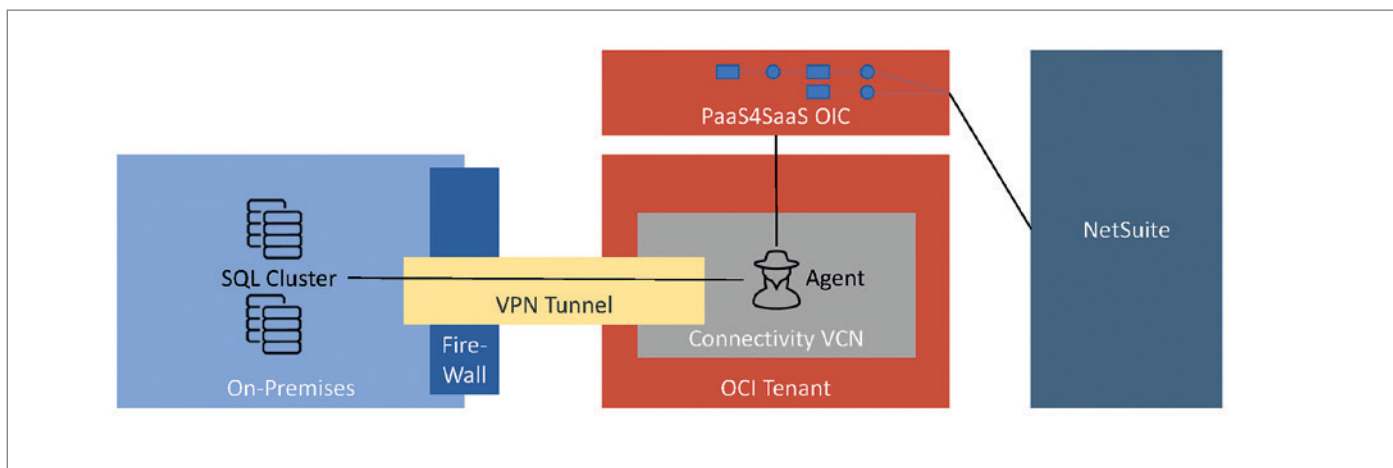 PaaS4SaaS OIC
NetSuite
SQL Cluster
Agent
VPN Tunnel
Connectivity VCN
Fire-
Wall
On-Premises
OCI Tenant